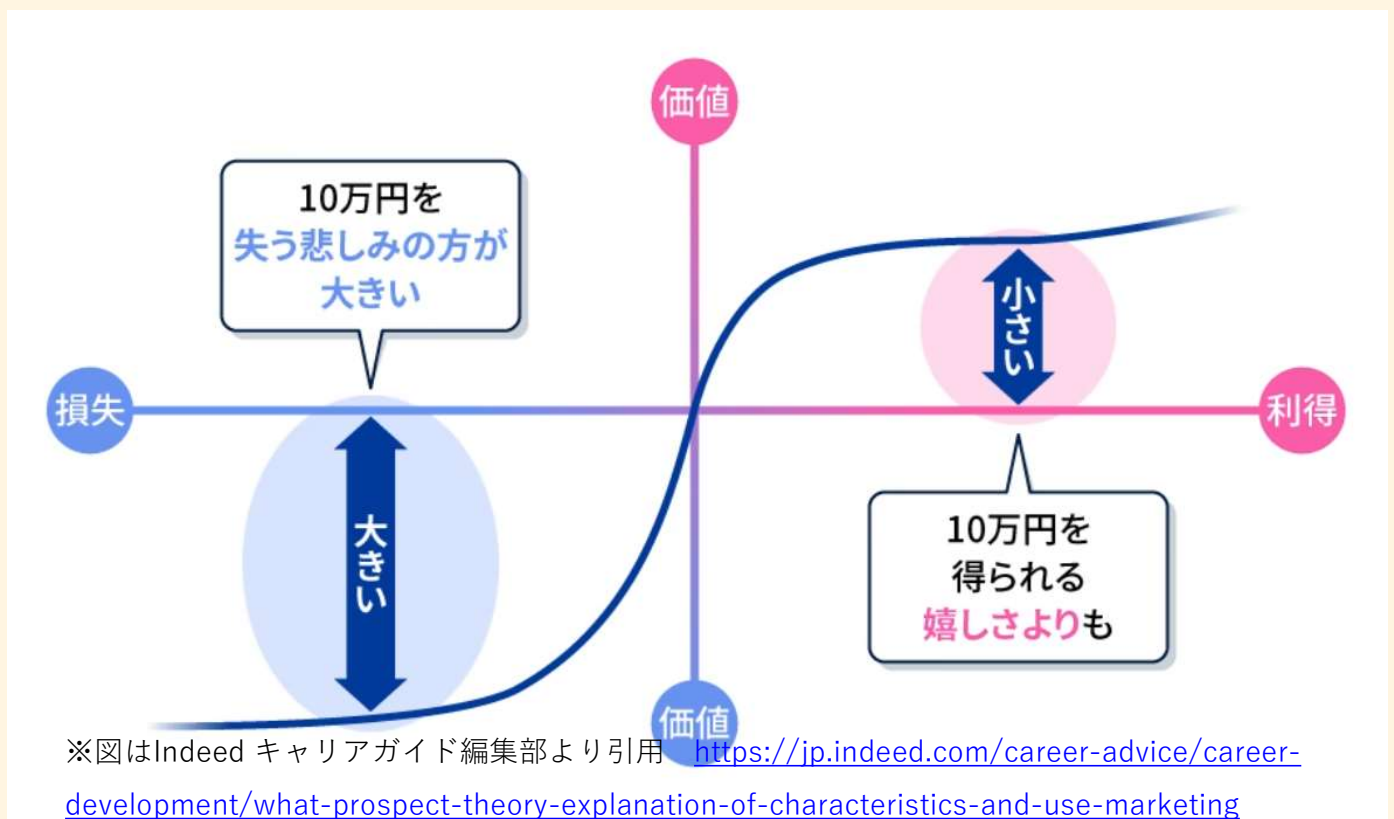 価値
10万円を
失う悲しみの方が
大きい
小さい
損失
利得
大きい
10万円を
得られる
嬉しさよりも
価値
※図はIndeed キャリアガイド編集部より引用 https://jp.indeed.com/career-advice/career-
development/what-prospect-theory-explanation-of-characteristics-and-use-marketing